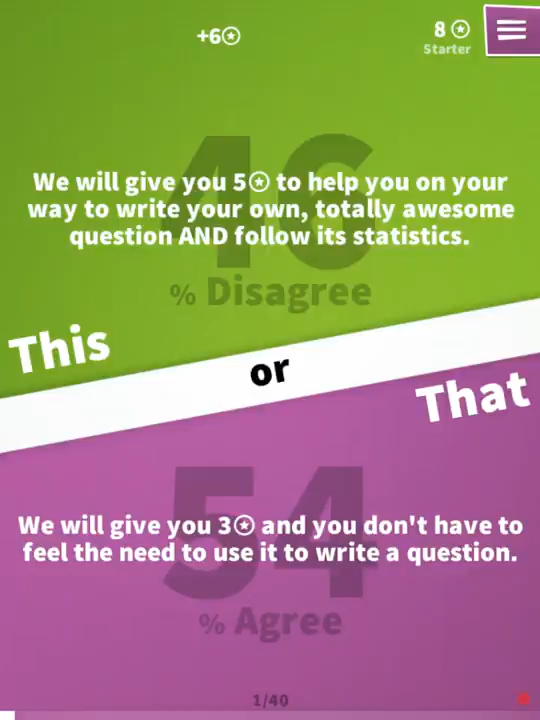 +6
8
Starter
46
We will give you 5 to help you on your
way to write your own, totally awesome
question AND follow its statistics.
% Disagree
This
or
That
54
We will give you 3 and you don't have to
feel the need to use it to write a question.
% Agree
1/40